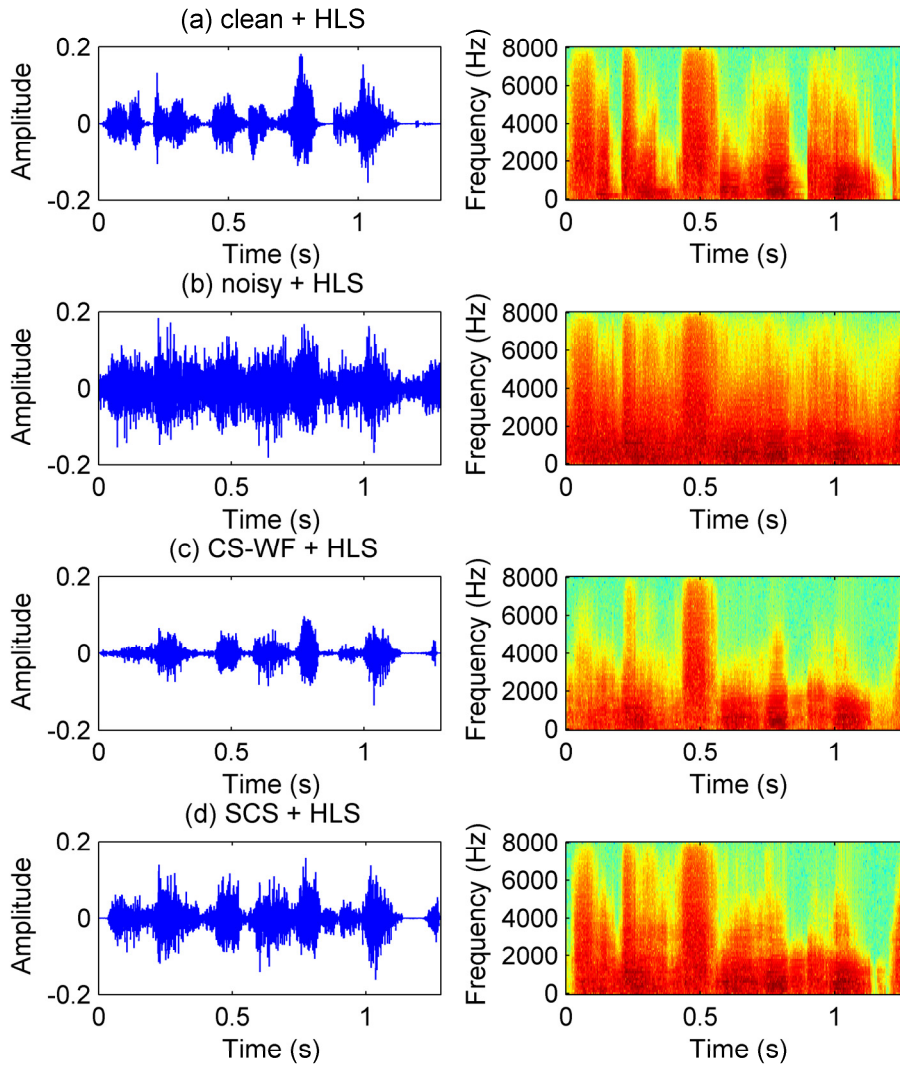 (a) clean + HLS
0.2
0
-0.2
Amplitude
0 0.5 1
Time (s)
8000
6000
4000
2000
0
Frequency (Hz)
0 0.5 1
Time (s)
(b) noisy + HLS
0.2
0
-0.2
Amplitude
0 0.5 1
Time (s)
8000
6000
4000
2000
0
Frequency (Hz)
0 0.5 1
Time (s)
(c) CS-WF + HLS
0.2
0
-0.2
Amplitude
0 0.5 1
Time (s)
8000
6000
4000
2000
0
Frequency (Hz)
0 0.5 1
Time (s)
(d) SCS + HLS
0.2
0
-0.2
Amplitude
0 0.5 1
Time (s)
8000
6000
4000
2000
0
Frequency (Hz)
0 0.5 1
Time (s)